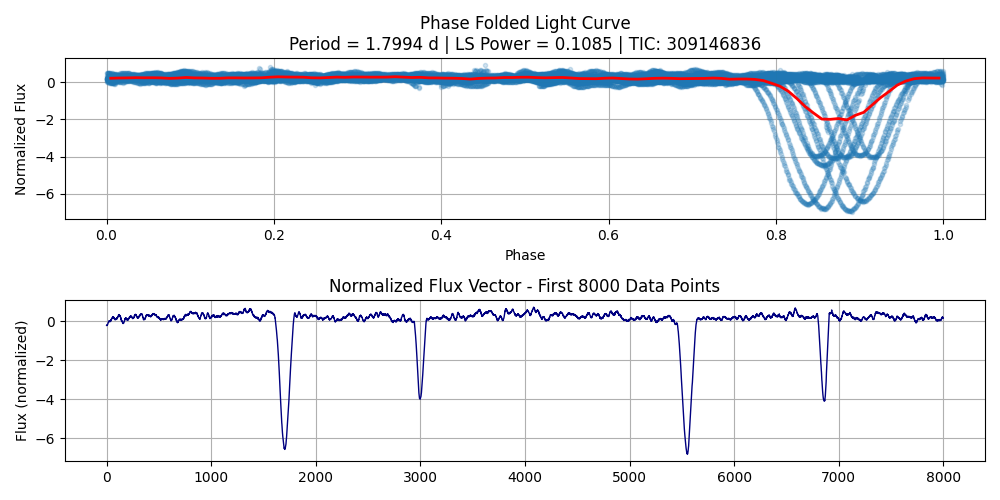 Phase Folded Light Curve
Period = 1.7994 d | LS Power = 0.1085 | TIC: 309146836
Normalized Flux
0
−2
−4
−6
0.0 0.2 0.4 0.6 0.8 1.0
Phase
Normalized Flux Vector - First 8000 Data Points
Flux (normalized)
0
−2
−4
−6
0 1000 2000 3000 4000 5000 6000 7000 8000